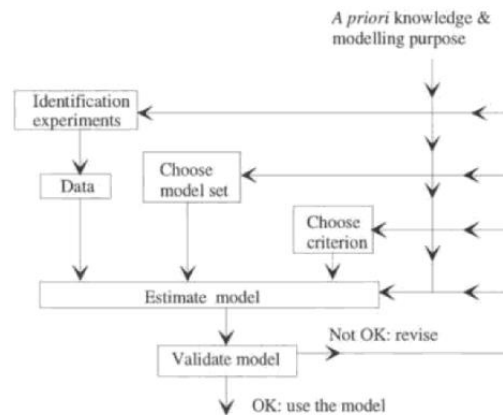 A priori knowledge &
modelling purpose
Identification
experiments
Data
Choose
model set
Choose
criterion
Estimate model
Validate model
Not OK: revise
OK: use the model